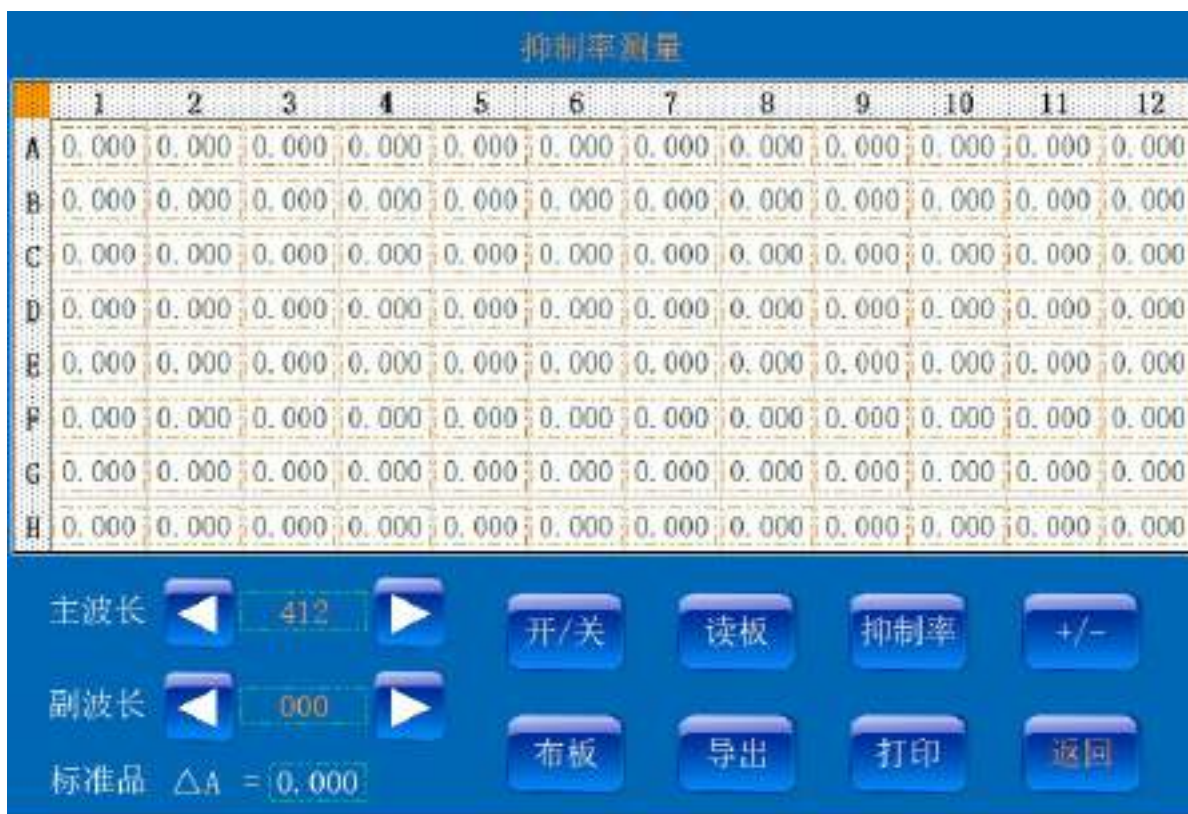 抑制率测量
1 2 3 4 5 6 7 8 9 10 11 12
A 0.000 0.000 0.000 0.000 0.000 0.000 0.000 0.000 0.000 0.000 0.000 0.000
B 0.000 0.000 0.000 0.000 0.000 0.000 0.000 0.000 0.000 0.000 0.000 0.000
C 0.000 0.000 0.000 0.000 0.000 0.000 0.000 0.000 0.000 0.000 0.000 0.000
D 0.000 0.000 0.000 0.000 0.000 0.000 0.000 0.000 0.000 0.000 0.000 0.000
E 0.000 0.000 0.000 0.000 0.000 0.000 0.000 0.000 0.000 0.000 0.000 0.000
F 0.000 0.000 0.000 0.000 0.000 0.000 0.000 0.000 0.000 0.000 0.000 0.000
G 0.000 0.000 0.000 0.000 0.000 0.000 0.000 0.000 0.000 0.000 0.000 0.000
H 0.000 0.000 0.000 0.000 0.000 0.000 0.000 0.000 0.000 0.000 0.000 0.000
主波长 412 开/关 读板 抑制率 +/-
副波长 000
布板 导出 打印 返回
标准品 △A = 0.000